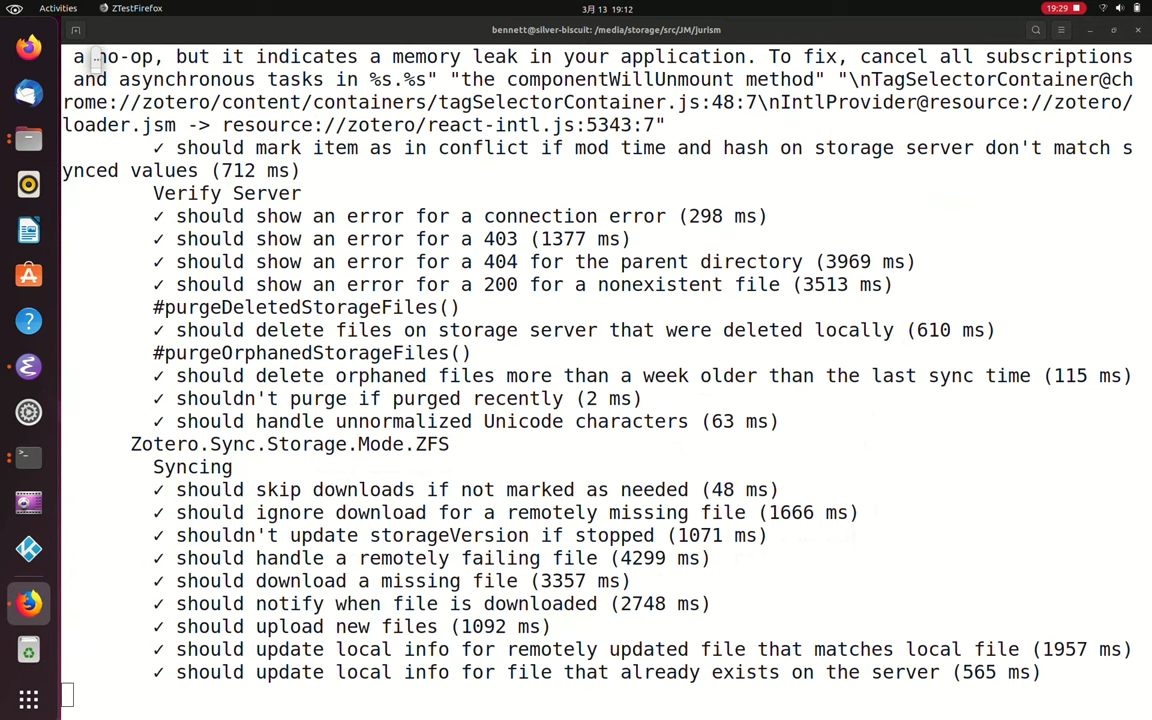 Activities
ZTestFirefox
3月 13 19:12
19:29
bennett@silver-biscuit: /media/storage/src/JM/jurism
a no-op, but it indicates a memory leak in your application. To fix, cancel all subscriptions
and asynchronous tasks in %s.%s" "the componentWillUnmount method" "\nTagSelectorContainer@ch
rome://zotero/content/containers/tagSelectorContainer.js:48:7\nIntlProvider@resource://zotero/
loader.jsm -> resource://zotero/react-intl.js:5343:7"
✓ should mark item as in conflict if mod time and hash on storage server don't match s
ynced values (712 ms)
Verify Server
✓ should show an error for a connection error (298 ms)
✓ should show an error for a 403 (1377 ms)
✓ should show an error for a 404 for the parent directory (3969 ms)
✓ should show an error for a 200 for a nonexistent file (3513 ms)
#purgeDeletedStorageFiles()
✓ should delete files on storage server that were deleted locally (610 ms)
#purgeOrphanedStorageFiles()
✓ should delete orphaned files more than a week older than the last sync time (115 ms)
✓ shouldn't purge if purged recently (2 ms)
✓ should handle unnormalized Unicode characters (63 ms)
Zotero.Sync.Storage.Mode.ZFS
Syncing
✓ should skip downloads if not marked as needed (48 ms)
✓ should ignore download for a remotely missing file (1666 ms)
✓ shouldn't update storageVersion if stopped (1071 ms)
✓ should handle a remotely failing file (4299 ms)
✓ should download a missing file (3357 ms)
✓ should notify when file is downloaded (2748 ms)
✓ should upload new files (1092 ms)
✓ should update local info for remotely updated file that matches local file (1957 ms)
✓ should update local info for file that already exists on the server (565 ms)